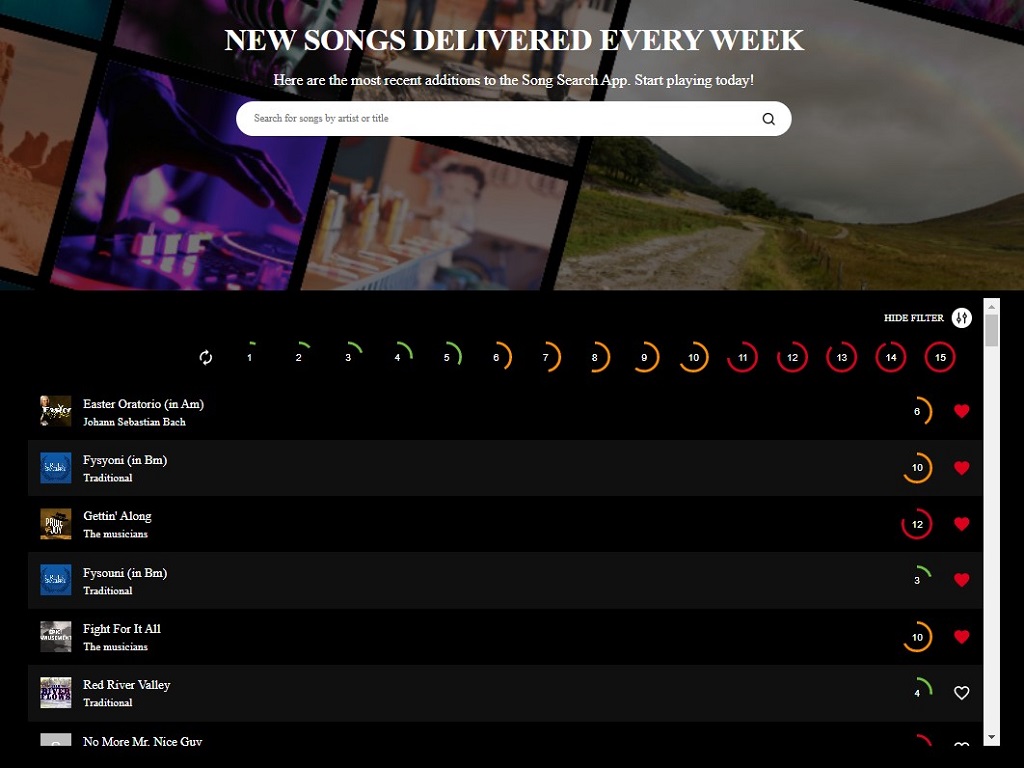 NEW SONGS DELIVERED EVERY WEEK
Here are the most recent additions to the Song Search App. Start playing today!
Search for songs by artist or title
HIDE FILTER
1 2 3 4 5 6 7 8 9 10 11 12 13 14 15
Easter Oratorio (in Am)
6
Johann Sebastian Bach
Fysyoni (in Bm)
10
Traditional
Gettin' Along
12
The musicians
PRIDE
JOY
Fysouni (in Bm)
3
Traditional
Fight For It All
10
The musicians
Red River Valley
4
Traditional
RIVER
FLOWS
No More Mr. Nice Guy